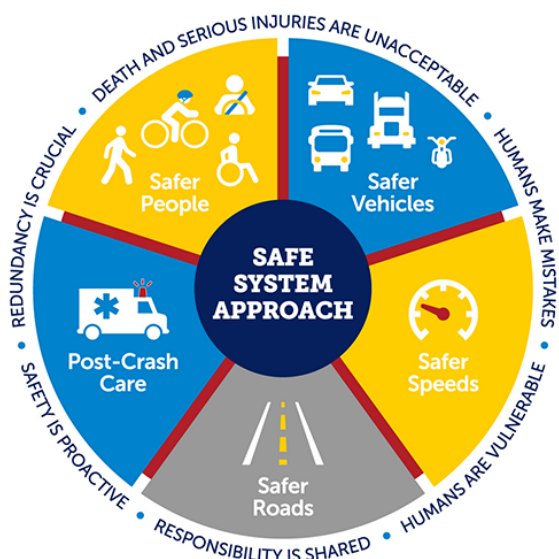 DEATH AND SERIOUS INJURIES ARE UNACCEPTABLE
HUMANS MAKE MISTAKES
HUMANS ARE VULNERABLE
RESPONSIBILITY IS SHARED
SAFETY IS PROACTIVE
REDUNDANCY IS CRUCIAL
Safer
People
Safer
Vehicles
SAFE
SYSTEM
APPROACH
Post-Crash
Care
Safer
Speeds
Safer
Roads